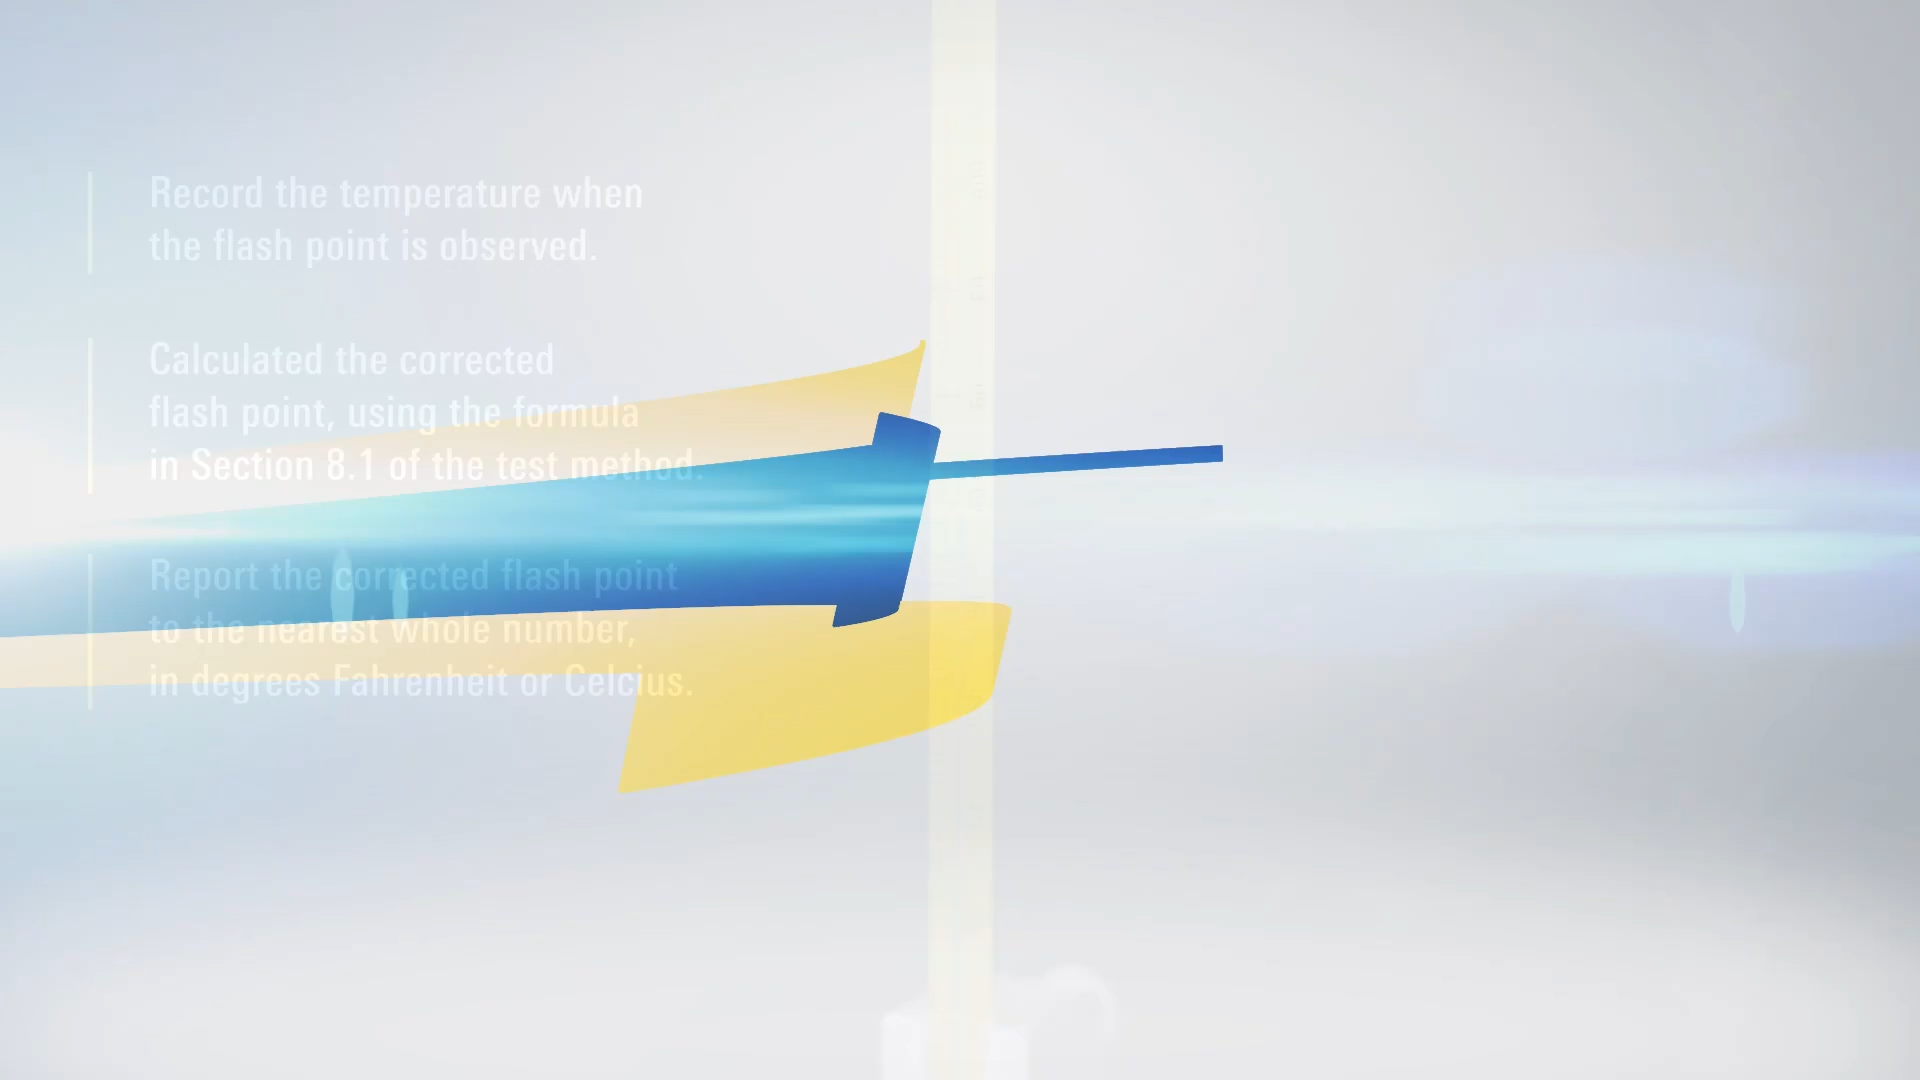 Record the temperature when
the flash point is observed.
Calculated the corrected
flash point, using the formula
in Section 8.1 of the test method.
Report the corrected flash point
to the nearest whole number,
in degrees Fahrenheit or Celcius.